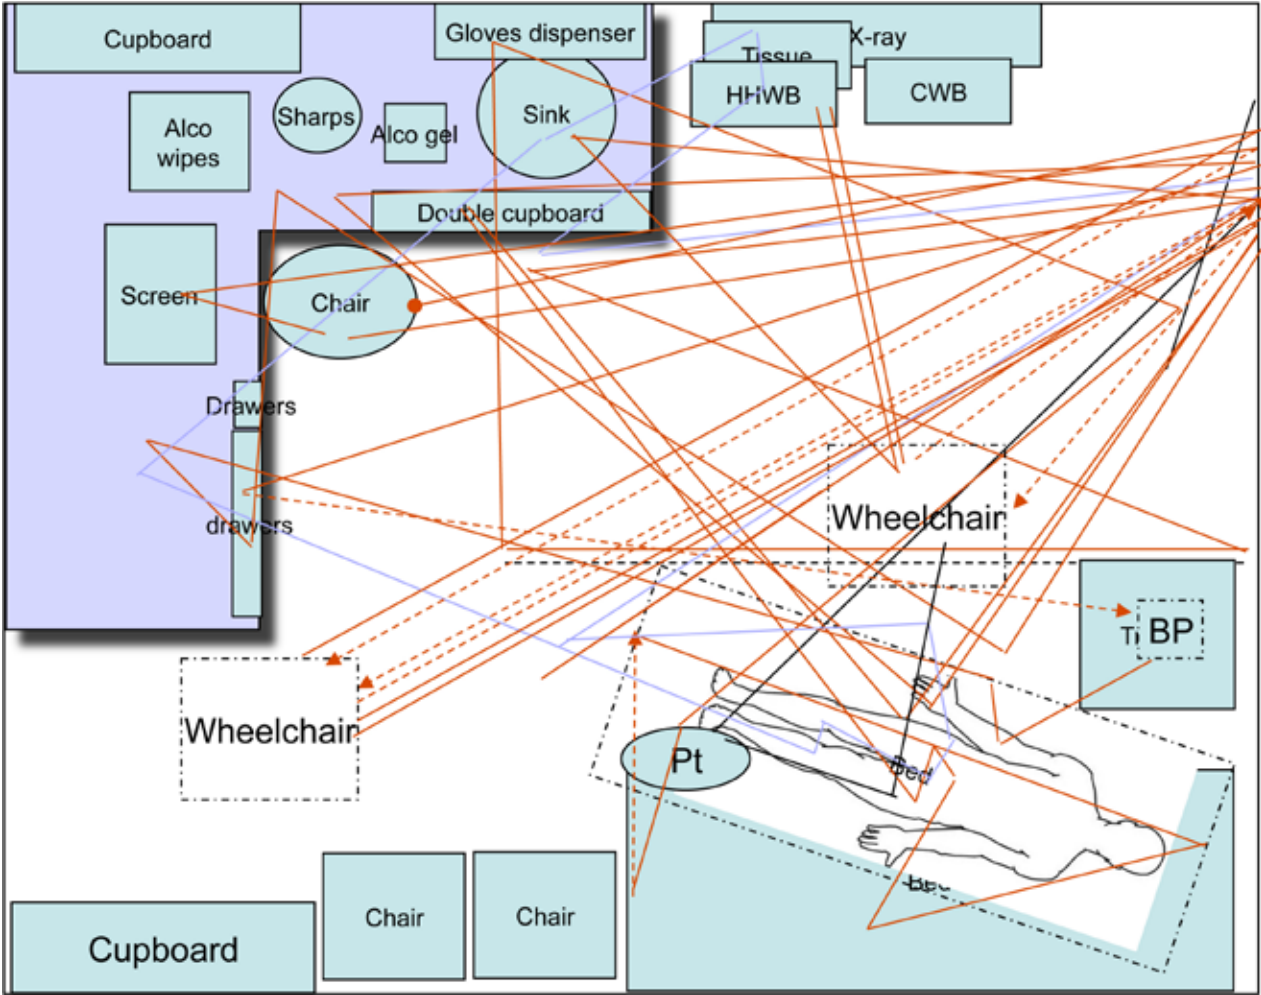 Cupboard
Gloves dispenser
X-ray
Tissue
HHWB
CWB
Sharps
Alco gel
Sink
Alco
wipes
Double cupboard
Screen
Chair
Drawers
drawers
Wheelchair
BP
Wheelchair
Pt
Bed
Chair
Chair
Cupboard